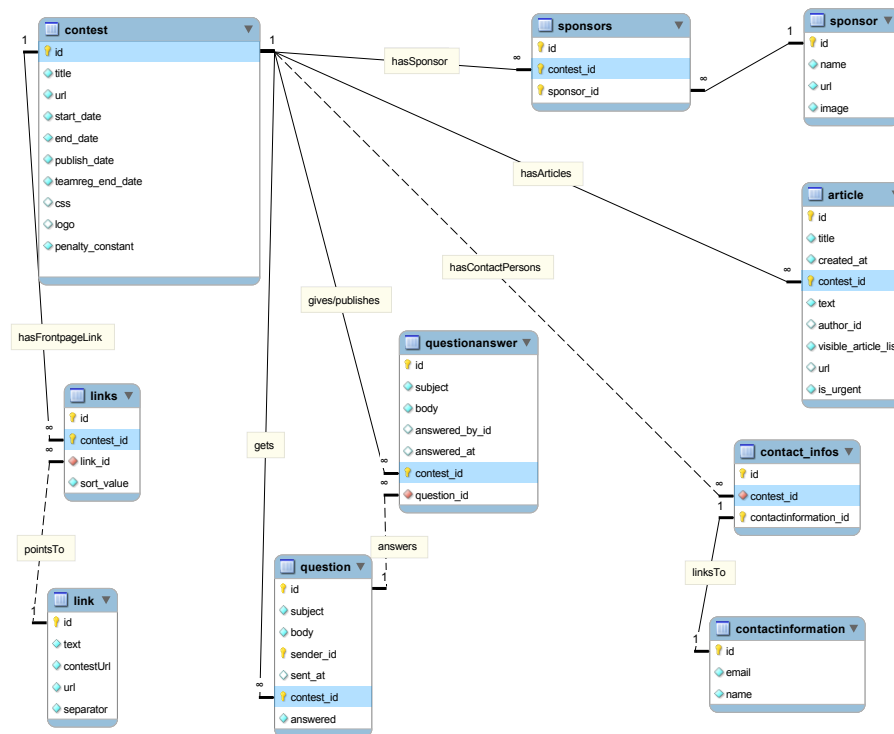 contest
id
title
url
start_date
end_date
publish_date
teamreg_end_date
css
logo
penalty_constant
1
1
hasSponsor
∞
sponsors
id
contest_id
sponsor_id
∞
1
sponsor
id
name
url
image
hasArticles
∞
article
id
title
created_at
contest_id
text
author_id
visible_article_lis
url
is_urgent
hasContactPersons
gives/publishes
hasFrontpageLink
gets
links
id
contest_id
link_id
sort_value
∞
∞
pointsTo
1
link
id
text
contestUrl
url
separator
questionanswer
id
subject
body
answered_by_id
answered_at
contest_id
question_id
∞
∞
answers
1
question
id
subject
body
sender_id
sent_at
contest_id
answered
∞
contact_infos
id
contest_id
contactinformation_id
∞
1
linksTo
1
contactinformation
id
email
name